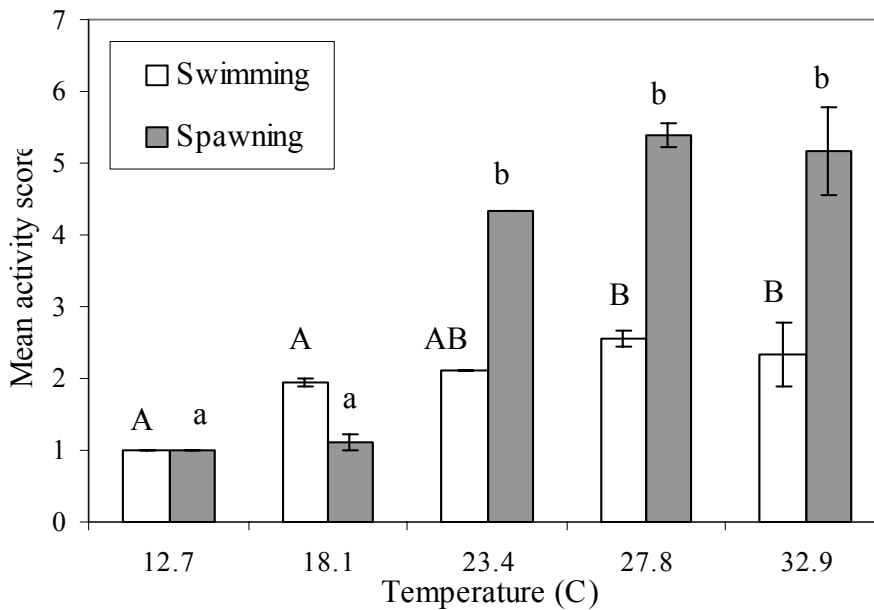 7
6
5
4
3
2
1
0
Mean activity score
Swimming
Spawning
A
a
A
a
AB
b
B
b
B
b
12.7
18.1
23.4
27.8
32.9
Temperature (C)